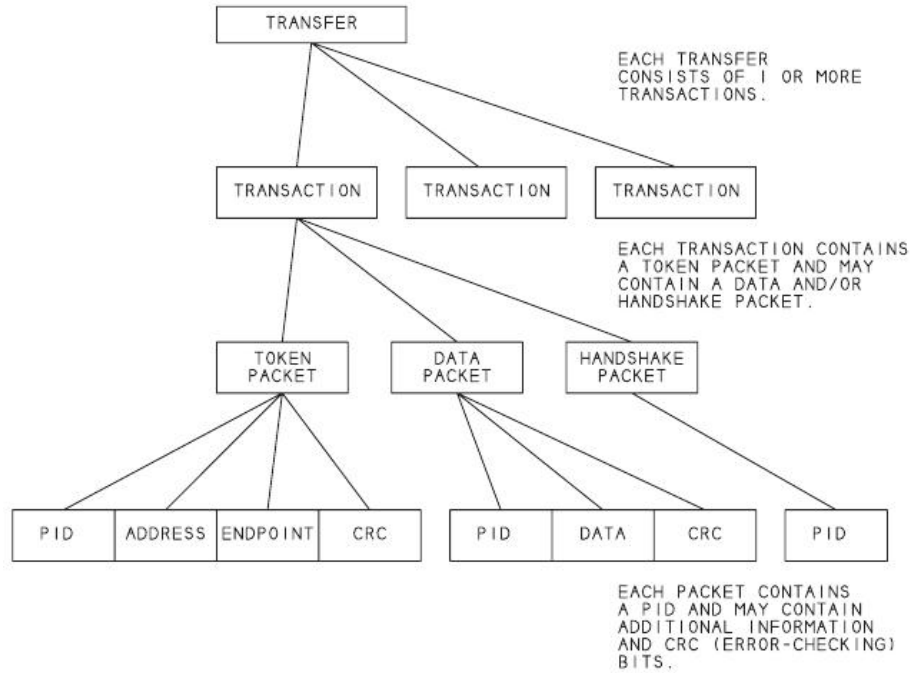 TRANSFER
EACH TRANSFER
CONSISTS OF 1 OR MORE
TRANSACTIONS.
TRANSACTION
TRANSACTION
TRANSACTION
EACH TRANSACTION CONTAINS
A TOKEN PACKET AND MAY
CONTAIN A DATA AND/OR
HANDSHAKE PACKET.
TOKEN
PACKET
DATA
PACKET
HANDSHAKE
PACKET
PID
ADDRESS
ENDPOINT
CRC
PID
DATA
CRC
PID
EACH PACKET CONTAINS
A PID AND MAY CONTAIN
ADDITIONAL INFORMATION
AND CRC (ERROR-CHECKING)
BITS.